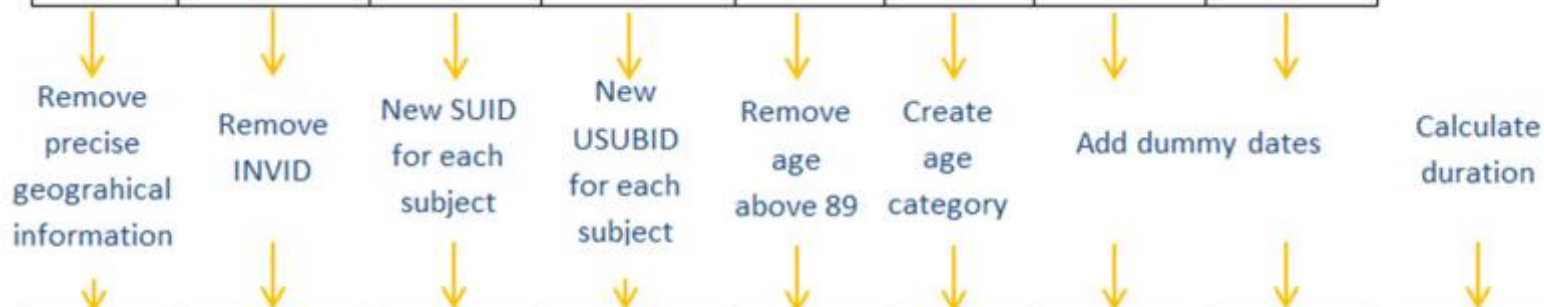 Remove
precise
geograhical
information
Remove
INVID
New SUID
for each
subject
New
USUBID
for each
subject
Remove
age
above 89
Create
age
category
Add dummy dates
Calculate
duration